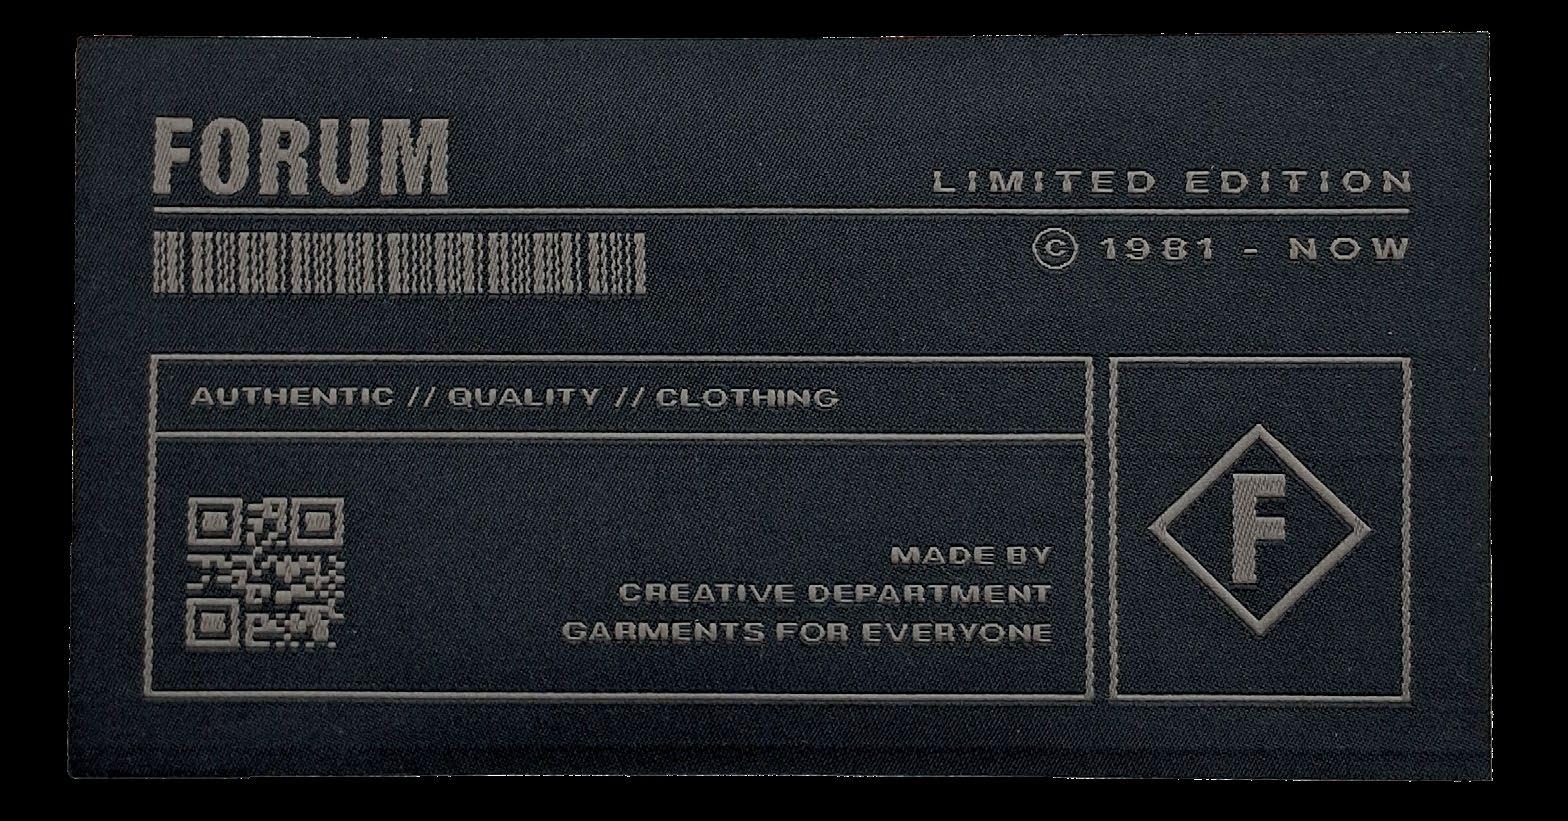 FORUM
LIMITED EDITION
© 1981 - NOW
AUTHENTIC // QUALITY // CLOTHING
MADE BY
CREATIVE DEPARTMENT
GARMENTS FOR EVERYONE
F